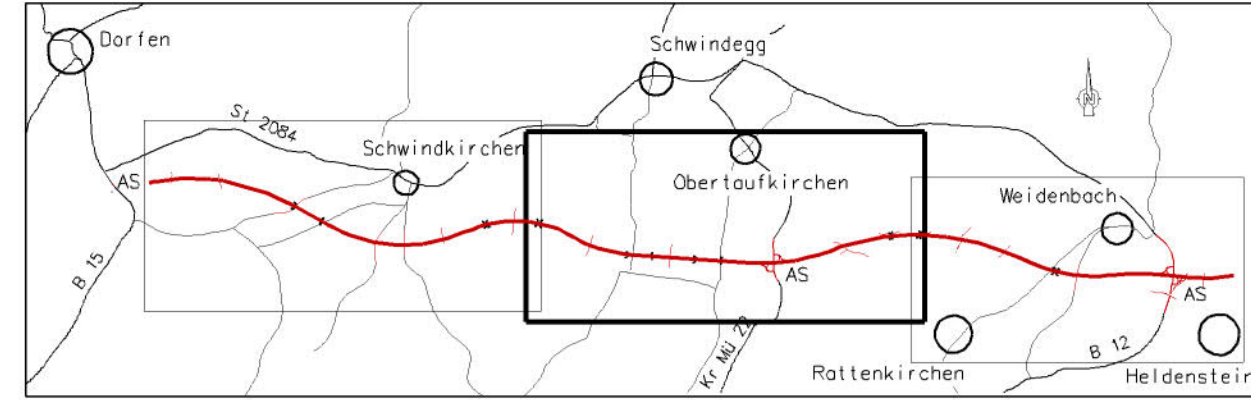 Dorfen
Schwindegg
N
St 2084
Schwindkirchen
AS
Obertaufkirchen
Weidenbach
B 15
AS
AS
Kr Mü 22
B 12
Rattenkirchen
Heldenstein